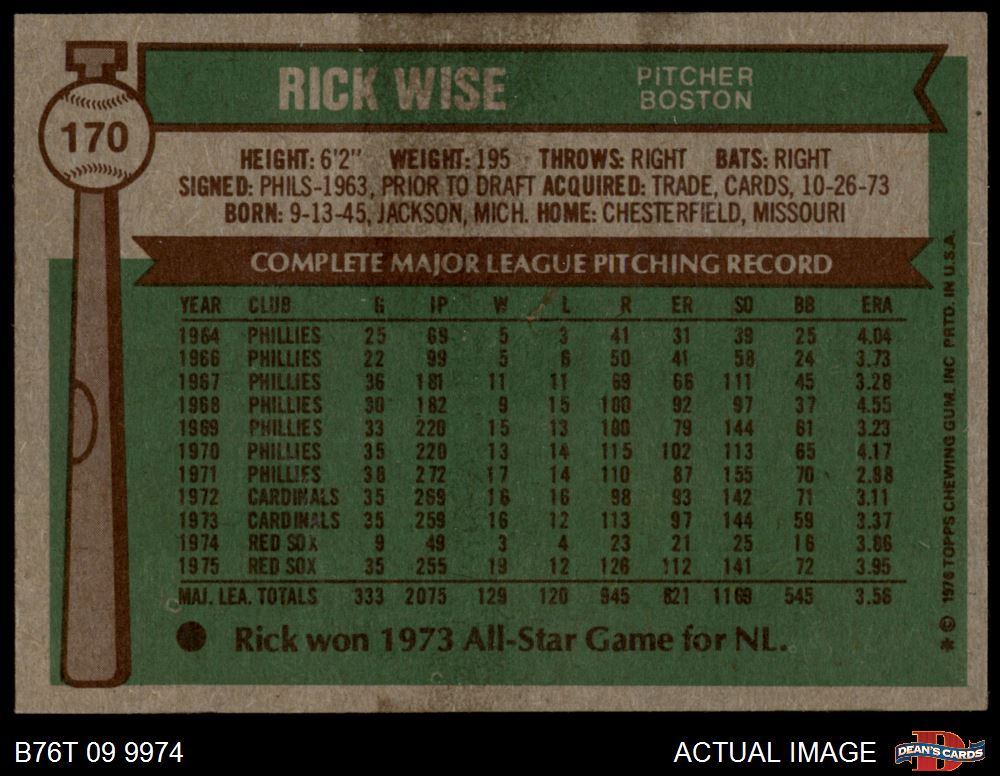 RICK WISE
PITCHER
BOSTON
170
HEIGHT: 6'2" WEIGHT: 195 THROWS: RIGHT BATS: RIGHT
SIGNED: PHILS-1963, PRIOR TO DRAFT ACQUIRED: TRADE, CARDS, 10-26-73
BORN: 9-13-45, JACKSON, MICH. HOME: CHESTERFIELD, MISSOURI
COMPLETE MAJOR LEAGUE PITCHING RECORD
YEAR CLUB G IP W L R ER SO BB ERA
1964 PHILLIES 25 69 5 3 41 31 39 25 4.04
1966 PHILLIES 22 99 5 6 50 41 58 24 3.73
1967 PHILLIES 36 181 11 11 69 66 111 45 3.28
1968 PHILLIES 30 182 9 15 100 92 97 37 4.55
1969 PHILLIES 33 220 15 13 100 79 144 61 3.23
1970 PHILLIES 35 220 13 14 115 102 113 65 4.17
1971 PHILLIES 38 272 17 14 110 87 155 70 2.88
1972 CARDINALS 35 269 16 16 98 93 142 71 3.11
1973 CARDINALS 35 259 16 12 113 97 144 59 3.37
1974 RED SOX 9 49 3 4 23 21 25 16 3.86
1975 RED SOX 35 255 19 12 126 112 141 72 3.95
MAJ. LEA. TOTALS 333 2075 129 120 945 821 1169 545 3.56
Rick won 1973 All-Star Game for NL.
* © 1976 TOPPS CHEWING GUM, INC PRTD. IN U.S.A.
B76T 09 9974
ACTUAL IMAGE
DEAN'S CARDS